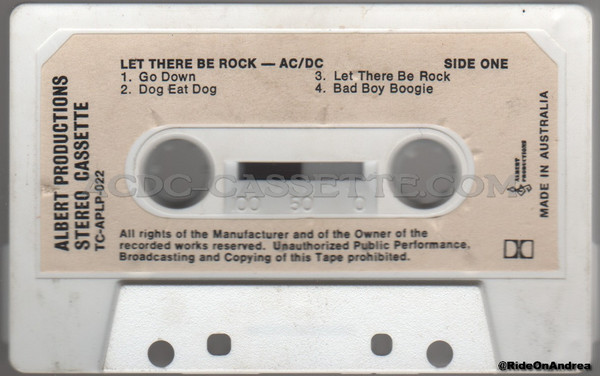 LET THERE BE ROCK — AC/DC SIDE ONE
1. Go Down 3. Let There Be Rock
2. Dog Eat Dog 4. Bad Boy Boogie
ALBERT PRODUCTIONS
STEREO CASSETTE
TC-APLP-022
ALBERT
PRODUCTIONS
MADE IN AUSTRALIA
CDC-CASSETTE.COM
100 50 0
All rights of the Manufacturer and of the Owner of the
recorded works reserved. Unauthorized Public Performance,
Broadcasting and Copying of this Tape prohibited.
@RideOnAndrea